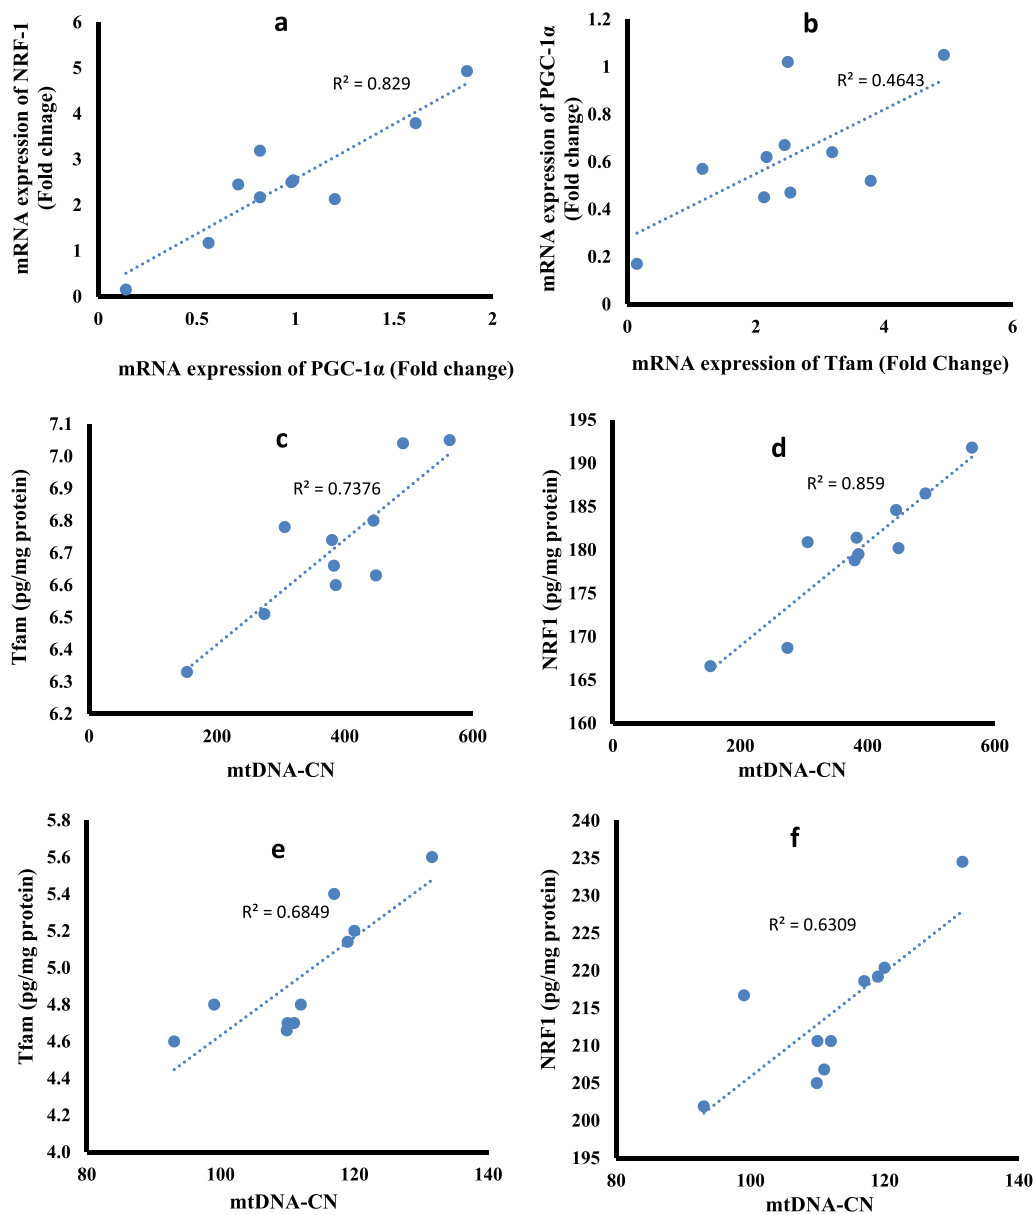 a
mRNA expression of NRF-1
(Fold chnage)
6
5
4
3
2
1
0
R² = 0.829
0 0.5 1 1.5 2
mRNA expression of PGC-1α (Fold change)
b
mRNA expression of PGC-1α
(Fold change)
1.2
1
0.8
0.6
0.4
0.2
0
R² = 0.4643
0 2 4 6
mRNA expression of Tfam (Fold Change)
c
Tfam (pg/mg protein)
7.1
7.0
6.9
6.8
6.7
6.6
6.5
6.4
6.3
6.2
R² = 0.7376
0 200 400 600
mtDNA-CN
d
NRF1 (pg/mg protein)
195
190
185
180
175
170
165
160
R² = 0.859
0 200 400 600
mtDNA-CN
e
Tfam (pg/mg protein)
5.8
5.6
5.4
5.2
5.0
4.8
4.6
4.4
4.2
4.0
R² = 0.6849
80 100 120 140
mtDNA-CN
f
NRF1 (pg/mg protein)
240
235
230
225
220
215
210
205
200
195
R² = 0.6309
80 100 120 140
mtDNA-CN